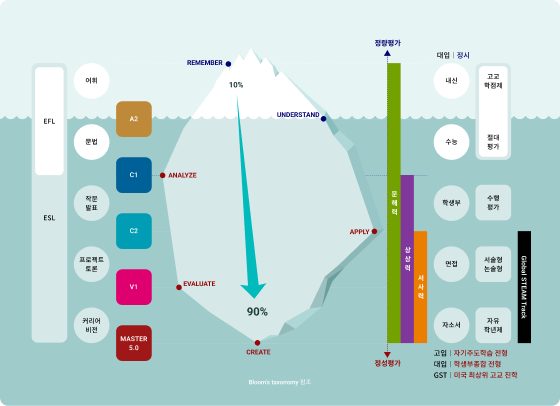 정량평가
대입 | 정시
REMEMBER
10%
UNDERSTAND
EFL
ESL
어휘
문법
작문
발표
프로젝트
토론
커리어
비전
A2
C1
C2
V1
MASTER
5.0
ANALYZE
APPLY
EVALUATE
90%
CREATE
문해력
상상력
서사력
내신
수능
학생부
면접
자소서
고교
학점제
절대
평가
수행
평가
서술형
논술형
자유
학년제
Global STEAM Track
정성평가
고입 | 자기주도학습 전형
대입 | 학생부종합 전형
GST | 미국 최상위 고교 진학
Bloom's taxonomy 참조